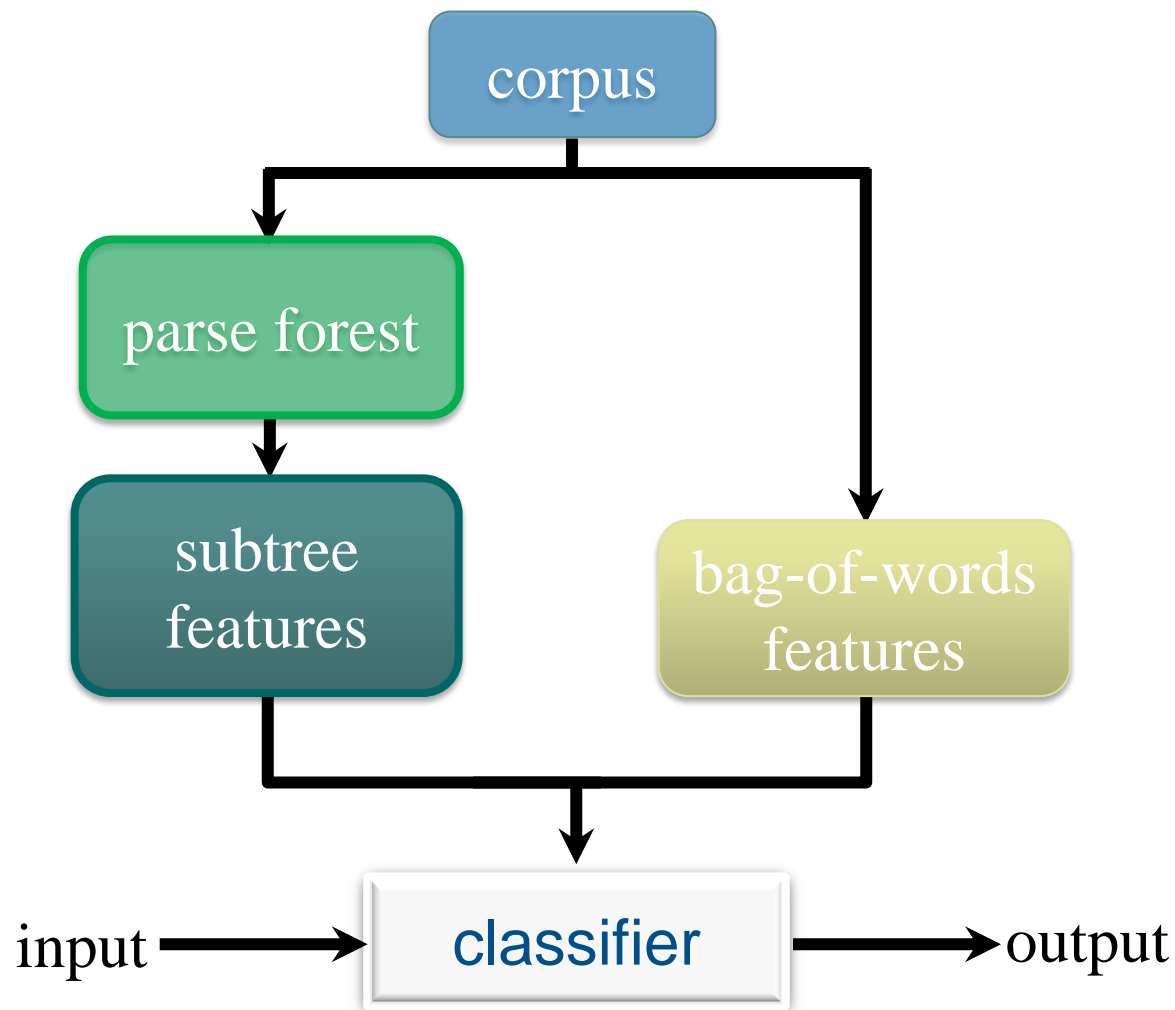 corpus
parse forest
subtree
features
bag-of-words
features
input
classifier
output